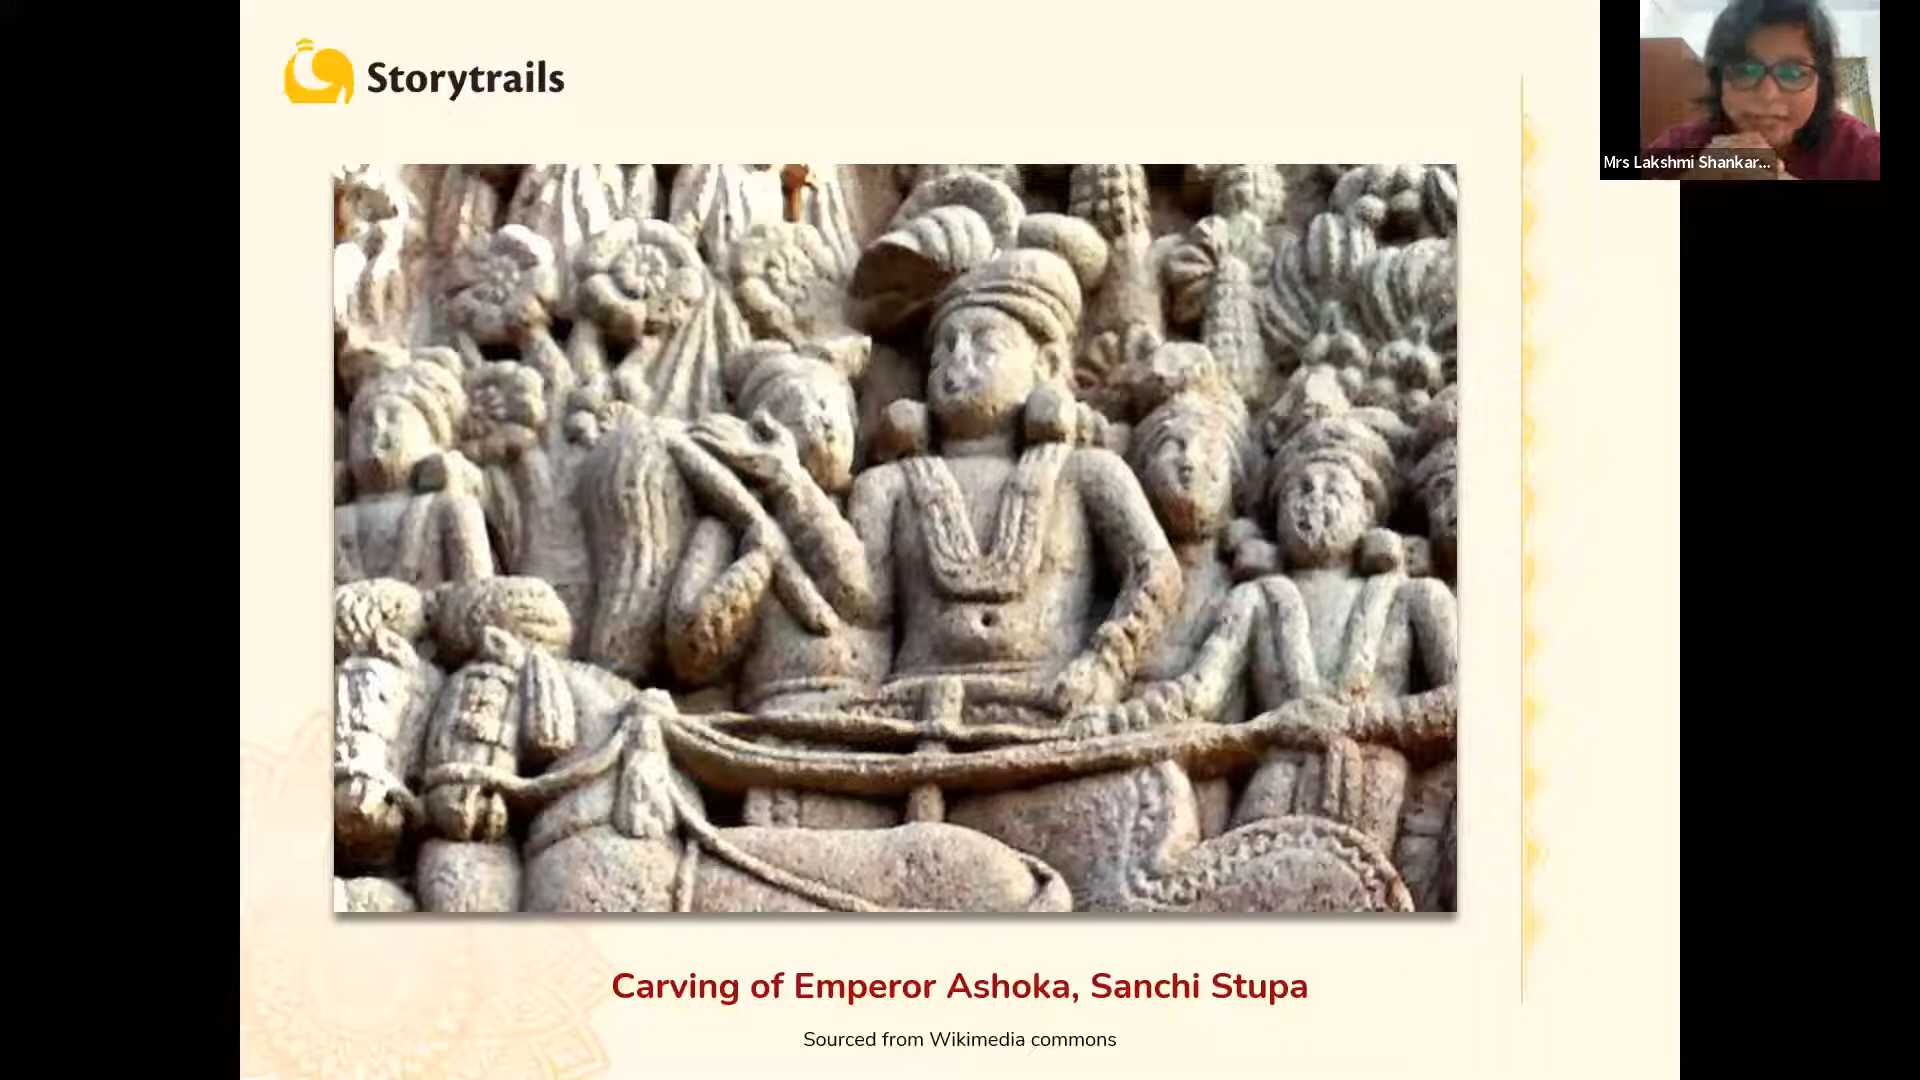 Storytrails
Mrs Lakshmi Shankar...
Carving of Emperor Ashoka, Sanchi Stupa
Sourced from Wikimedia commons